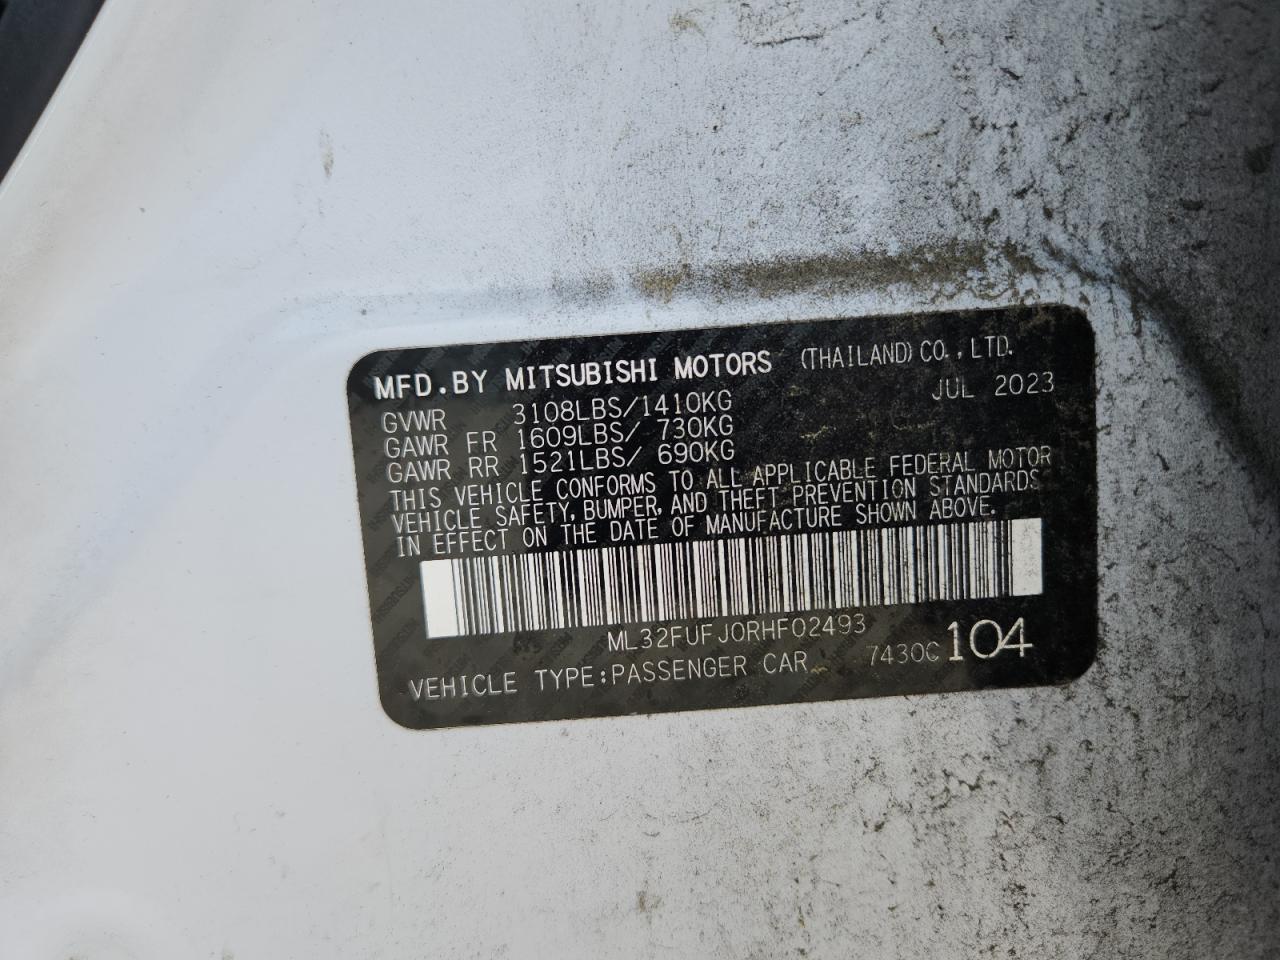 MFD.BY MITSUBISHI MOTORS (THAILAND) CO.,LTD.
GVWR 3108LBS/1410KG JUL 2023
GAWR FR 1609LBS/ 730KG
GAWR RR 1521LBS/ 690KG
THIS VEHICLE CONFORMS TO ALL APPLICABLE FEDERAL MOTOR
VEHICLE SAFETY, BUMPER, AND THEFT PREVENTION STANDARDS
IN EFFECT ON THE DATE OF MANUFACTURE SHOWN ABOVE.
ML32FUFJ0RHF02493
VEHICLE TYPE:PASSENGER CAR 7430C 104